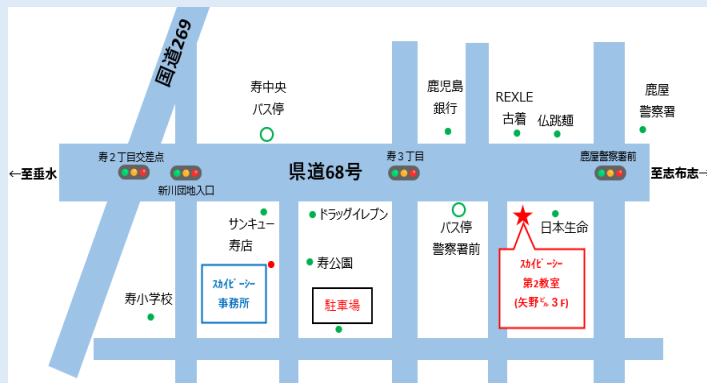 国道269
寿中央
バス停
鹿児島
銀行
REXLE
古着
仏跳麺
鹿屋
警察署
寿２丁目交差点
新川団地入口
県道68号
寿３丁目
鹿屋警察署前
←至垂水
至志布志→
サンキュー
寿店
ドラッグイレブン
バス停
警察署前
日本生命
寿公園
ｽｶｲﾋﾟｰｼｰ
事務所
駐車場
ｽｶｲﾋﾟｰｼｰ
第2教室
(矢野ﾋﾞﾙ３F)
寿小学校